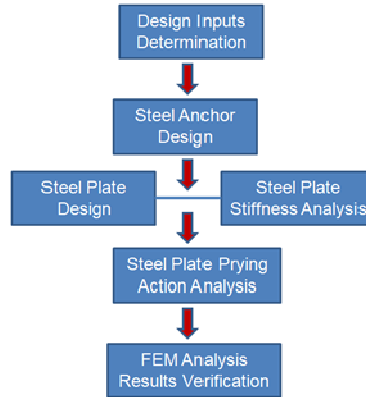 Design Inputs
Determination
Steel Anchor
Design
Steel Plate
Design
Steel Plate
Stiffness Analysis
Steel Plate Prying
Action Analysis
FEM Analysis
Results Verification